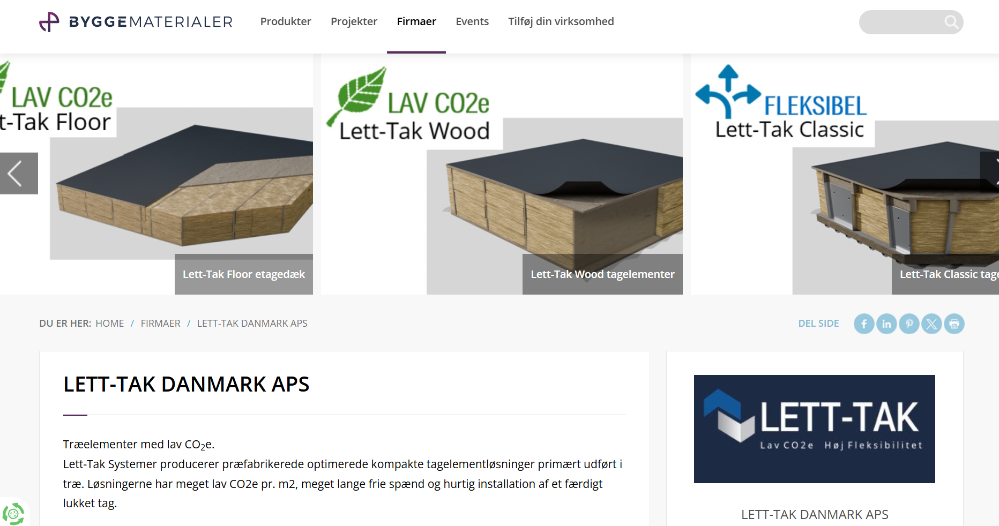 BYGGEMATERIALER
Produkter
Projekter
Firmaer
Events
Tilføj din virksomhed
LAV CO2e
t-Tak Floor
Lett-Tak Floor etagedæk
LAV CO2e
Lett-Tak Wood
Lett-Tak Wood tagelementer
FLEKSIBEL
Lett-Tak Classic
Lett-Tak Classic tage
DU ER HER: HOME / FIRMAER / LETT-TAK DANMARK APS
DEL SIDE
LETT-TAK DANMARK APS
Træelementer med lav CO₂e.
Lett-Tak Systemer producerer præfabrikerede optimerede kompakte tagelementløsninger primært udført i
træ. Løsningerne har meget lav CO2e pr. m2, meget lange frie spænd og hurtig installation af et færdigt
lukket tag.
LETT-TAK
Lav CO2e Høj Fleksibilitet
LETT-TAK DANMARK APS